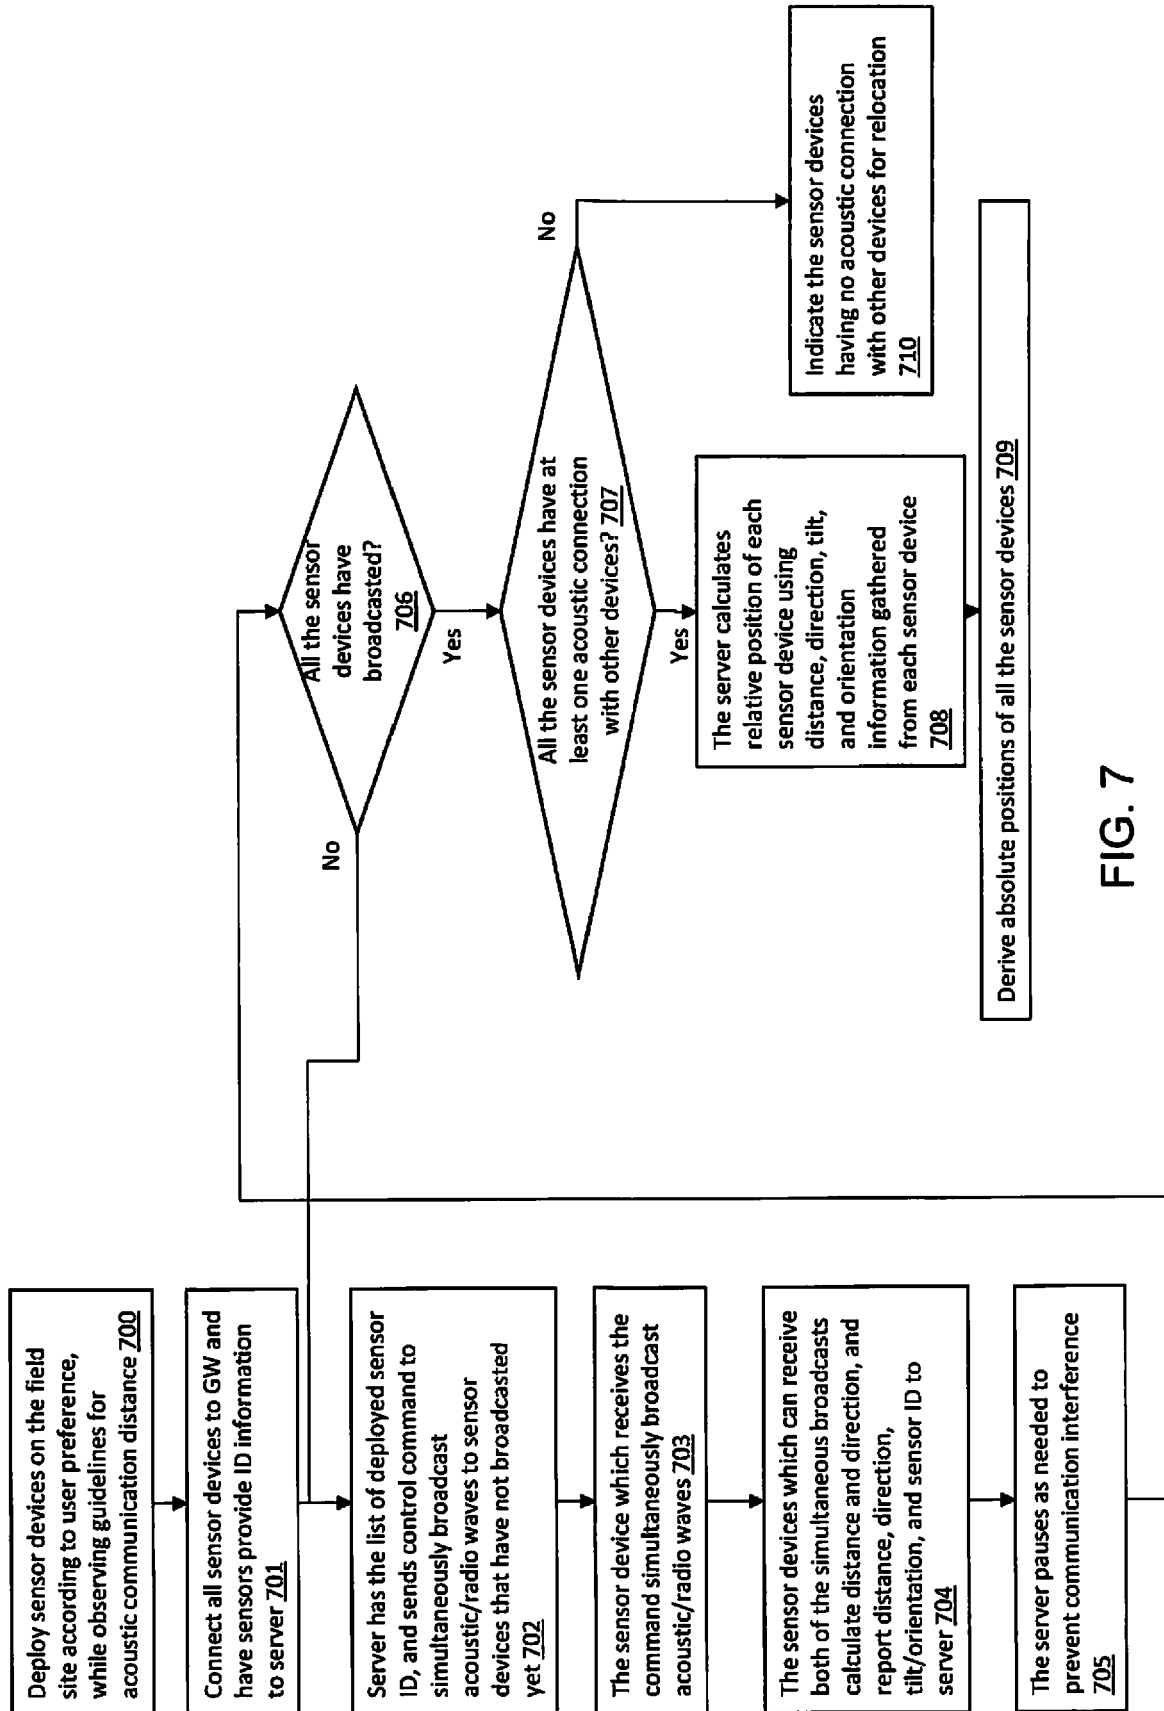 Deploy sensor devices on the field
site according to user preference,
while observing guidelines for
acoustic communication distance 700
Connect all sensor devices to GW and
have sensors provide ID information
to server 701
Server has the list of deployed sensor
ID, and sends control command to
simultaneously broadcast
acoustic/radio waves to sensor
devices that have not broadcasted
yet 702
The sensor device which receives the
command simultaneously broadcast
acoustic/radio waves 703
The sensor devices which can receive
both of the simultaneous broadcasts
calculate distance and direction, and
report distance, direction,
tilt/orientation, and sensor ID to
server 704
The server pauses as needed to
prevent communication interference
705
All the sensor
devices have
broadcasted?
706
No
Yes
All the sensor devices have at
least one acoustic connection
with other devices? 707
No
Yes
The server calculates
relative position of each
sensor device using
distance, direction, tilt,
and orientation
information gathered
from each sensor device
708
Indicate the sensor devices
having no acoustic connection
with other devices for relocation
710
Derive absolute positions of all the sensor devices 709
FIG. 7